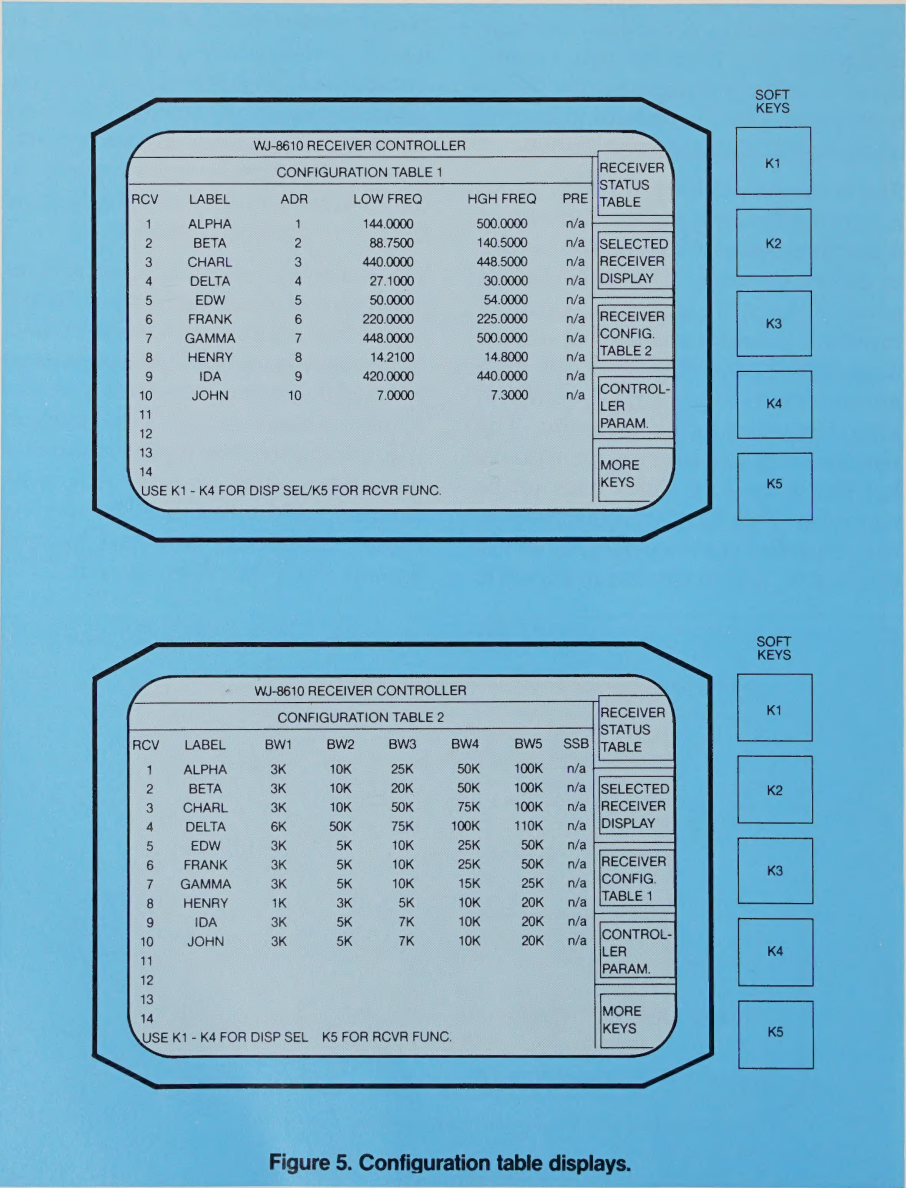 SOFT
KEYS
WJ-8610 RECEIVER CONTROLLER
CONFIGURATION TABLE 1
RCV LABEL ADR LOW FREQ HGH FREQ PRE
1 ALPHA 1 144.0000 500.0000 n/a
2 BETA 2 88.7500 140.5000 n/a
3 CHARL 3 440.0000 448.5000 n/a
4 DELTA 4 27.1000 30.0000 n/a
5 EDW 5 50.0000 54.0000 n/a
6 FRANK 6 220.0000 225.0000 n/a
7 GAMMA 7 448.0000 500.0000 n/a
8 HENRY 8 14.2100 14.8000 n/a
9 IDA 9 420.0000 440.0000 n/a
10 JOHN 10 7.0000 7.3000 n/a
11
12
13
14
USE K1 - K4 FOR DISP SEL/K5 FOR RCVR FUNC.
RECEIVER
STATUS
TABLE
SELECTED
RECEIVER
DISPLAY
RECEIVER
CONFIG.
TABLE 2
CONTROL-
LER
PARAM.
MORE
KEYS
K1
K2
K3
K4
K5
SOFT
KEYS
WJ-8610 RECEIVER CONTROLLER
CONFIGURATION TABLE 2
RCV LABEL BW1 BW2 BW3 BW4 BW5 SSB
1 ALPHA 3K 10K 25K 50K 100K n/a
2 BETA 3K 10K 20K 50K 100K n/a
3 CHARL 3K 10K 50K 75K 100K n/a
4 DELTA 6K 50K 75K 100K 110K n/a
5 EDW 3K 5K 10K 25K 50K n/a
6 FRANK 3K 5K 10K 25K 50K n/a
7 GAMMA 3K 5K 10K 15K 25K n/a
8 HENRY 1K 3K 5K 10K 20K n/a
9 IDA 3K 5K 7K 10K 20K n/a
10 JOHN 3K 5K 7K 10K 20K n/a
11
12
13
14
USE K1 - K4 FOR DISP SEL K5 FOR RCVR FUNC.
RECEIVER
STATUS
TABLE
SELECTED
RECEIVER
DISPLAY
RECEIVER
CONFIG.
TABLE 1
CONTROL-
LER
PARAM.
MORE
KEYS
K1
K2
K3
K4
K5
Figure 5. Configuration table displays.